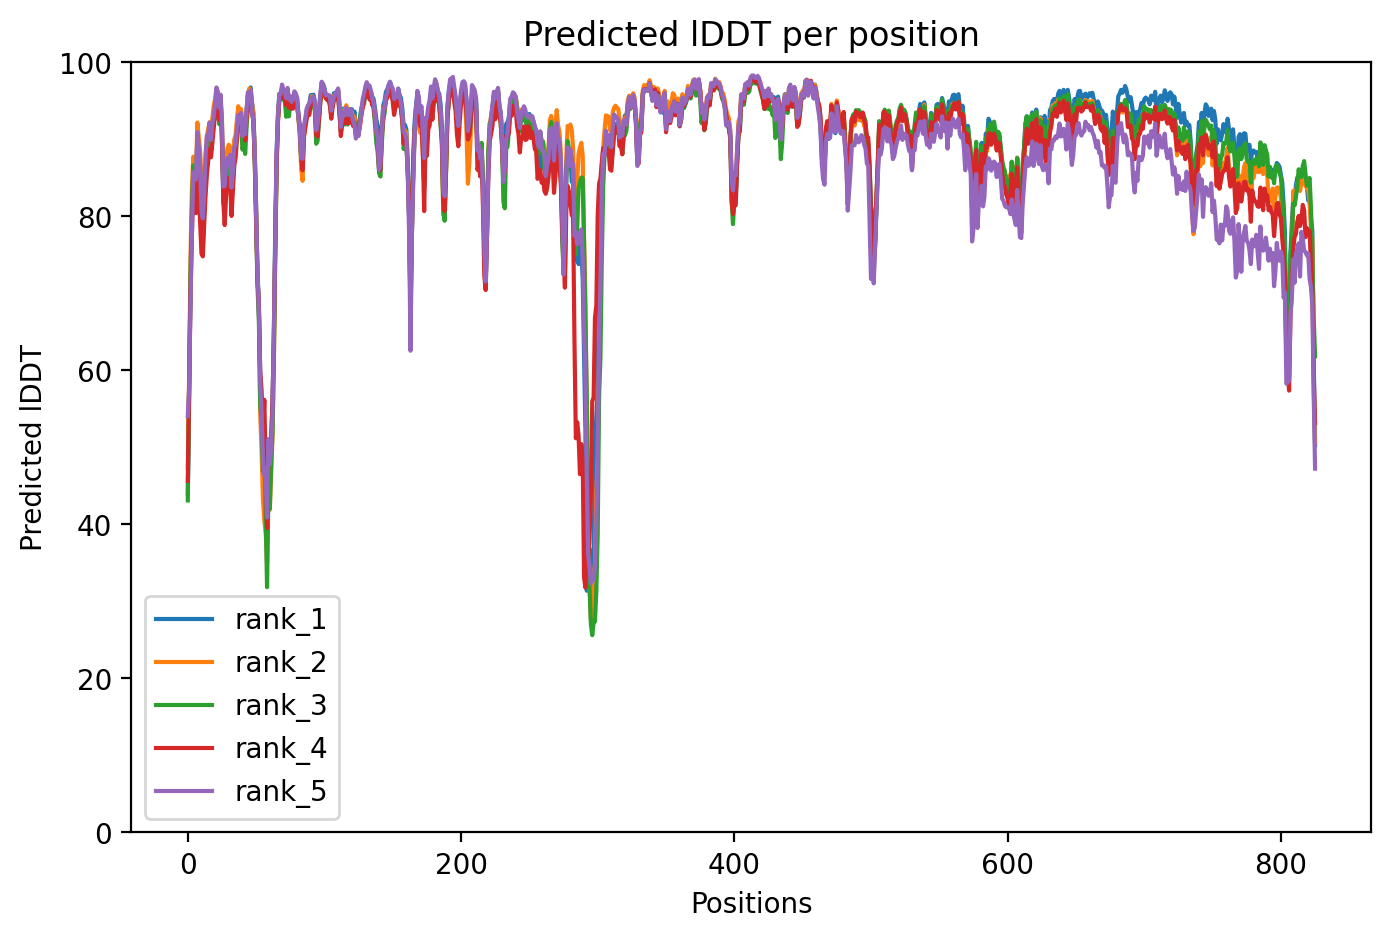 Predicted lDDT per position
100
80
60
40
20
0
Predicted lDDT
rank_1
rank_2
rank_3
rank_4
rank_5
0 200 400 600 800
Positions